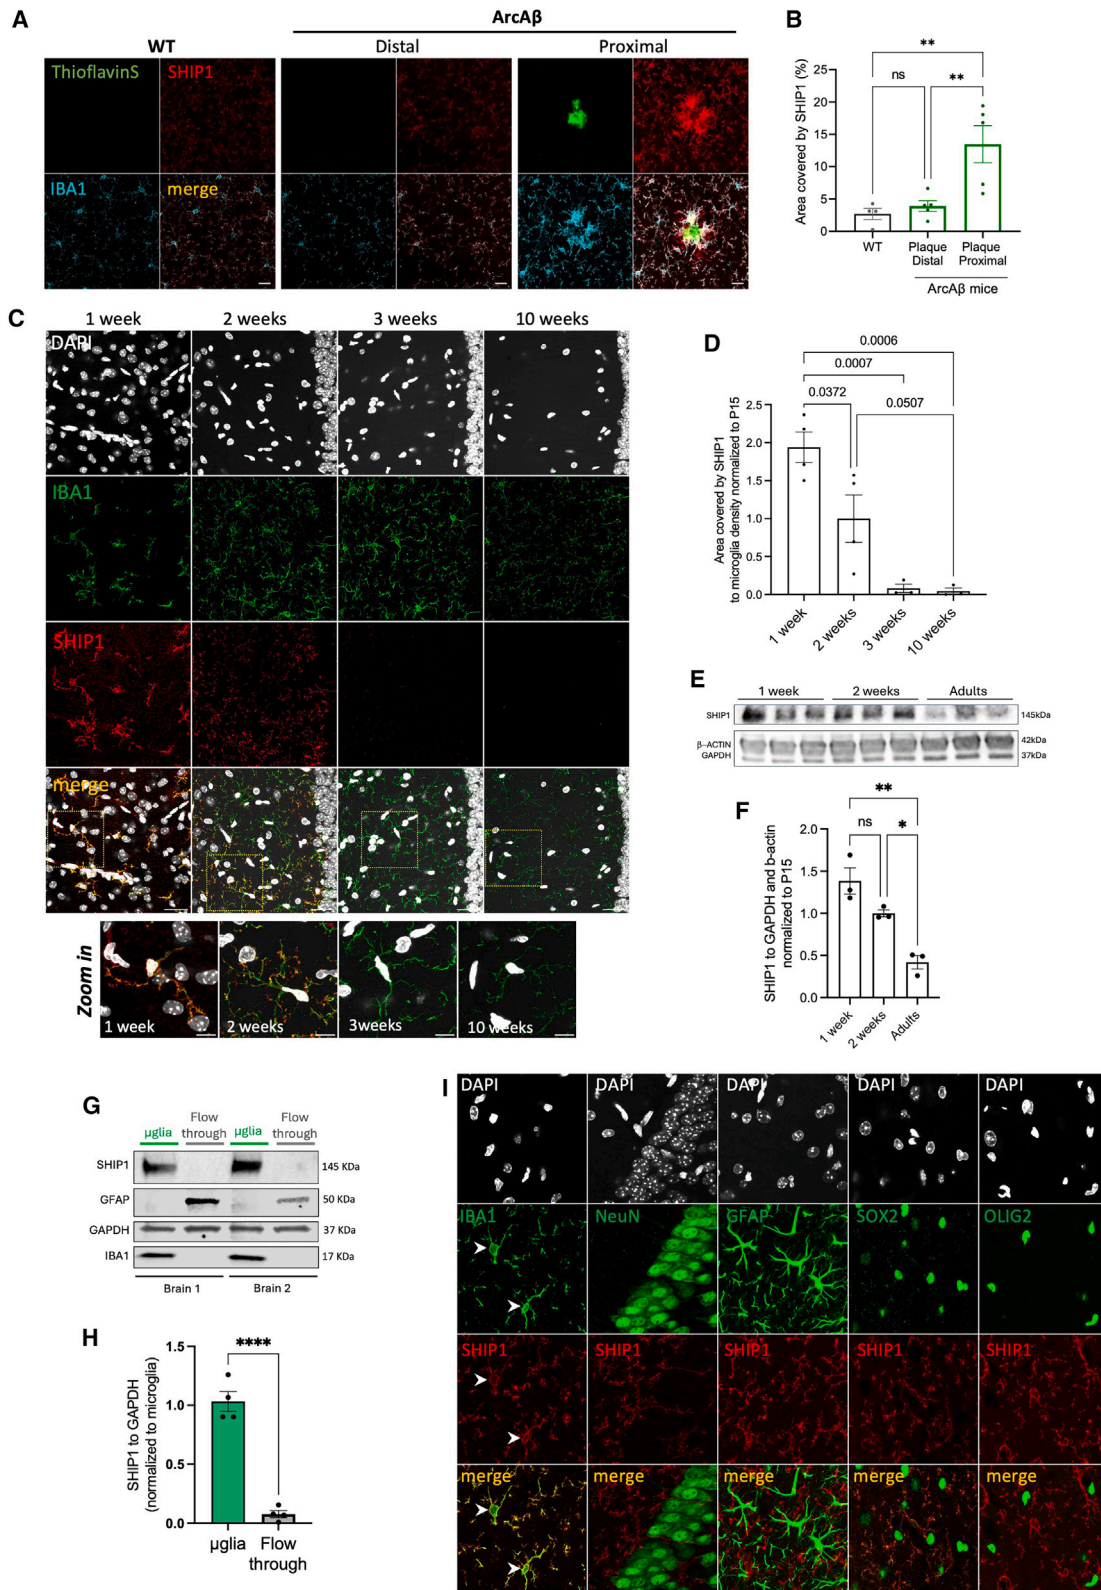 A
ArcAβ
WT
Distal
Proximal
ThioflavinS
SHIP1
IBA1
merge
B
Area covered by SHIP1 (%)
25
20
15
10
5
0
**
ns
**
WT
Plaque Distal
Plaque Proximal
ArcAβ mice
C
1 week
2 weeks
3 weeks
10 weeks
DAPI
IBA1
SHIP1
merge
Zoom in
1 week
2 weeks
3weeks
10 weeks
D
Area covered by SHIP1
to microglia density normalized to P15
2.5
2.0
1.5
1.0
0.5
0.0
0.0006
0.0007
0.0372
0.0507
1 week
2 weeks
3 weeks
10 weeks
E
1 week
2 weeks
Adults
SHIP1
145kDa
β–ACTIN
42kDa
GAPDH
37kDa
F
SHIP1 to GAPDH and b-actin
normalized to P15
2.0
1.5
1.0
0.5
0.0
**
ns
*
1 week
2 weeks
Adults
G
µglia
Flow through
µglia
Flow through
SHIP1
145 KDa
GFAP
50 KDa
GAPDH
37 KDa
IBA1
17 KDa
Brain 1
Brain 2
H
SHIP1 to GAPDH
(normalized to microglia)
1.5
1.0
0.5
0.0
****
µglia
Flow through
I
DAPI
DAPI
DAPI
DAPI
DAPI
IBA1
NeuN
GFAP
SOX2
OLIG2
SHIP1
SHIP1
SHIP1
SHIP1
SHIP1
merge
merge
merge
merge
merge